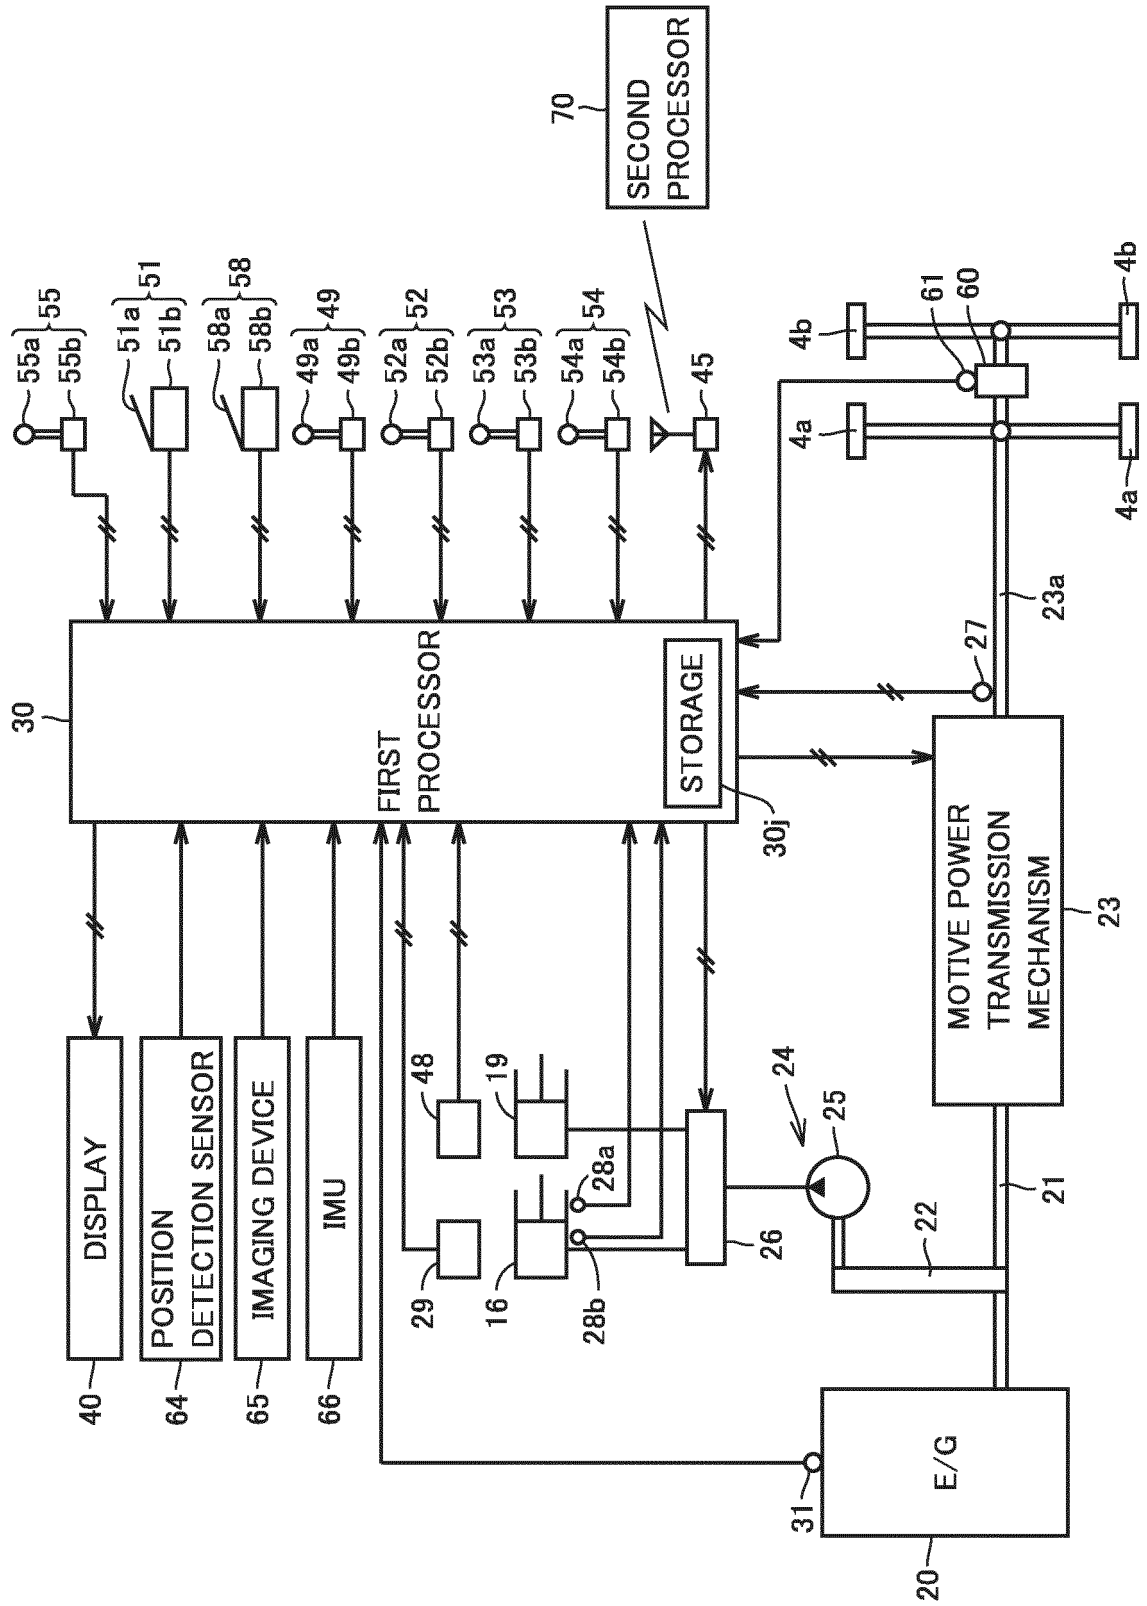 20
E/G
31
40
DISPLAY
64
POSITION
DETECTION SENSOR
65
IMAGING DEVICE
66
IMU
29
48
16
19
28a
28b
26
24
25
22
21
30
FIRST
PROCESSOR
STORAGE
30j
MOTIVE POWER
TRANSMISSION
MECHANISM
23
27
23a
55a
55b
55
51a
51b
51
58a
58b
58
49a
49b
49
52a
52b
52
53a
53b
53
54a
54b
54
45
4a
4a
61
60
4b
4b
70
SECOND
PROCESSOR